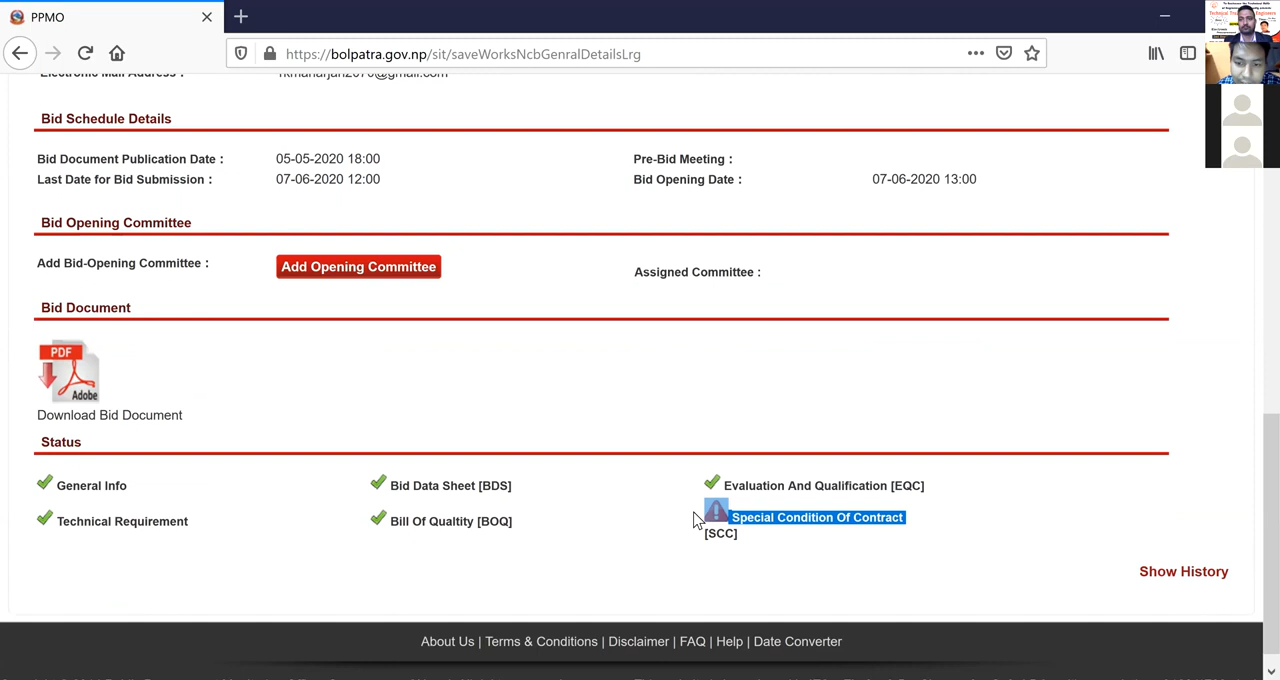 PPMO
https://bolpatra.gov.np/sit/saveWorksNcbGenralDetailsLrg
Electronic Mail Address :
Bid Schedule Details
Bid Document Publication Date : 05-05-2020 18:00 Pre-Bid Meeting :
Last Date for Bid Submission : 07-06-2020 12:00 Bid Opening Date : 07-06-2020 13:00
Bid Opening Committee
Add Bid-Opening Committee : Add Opening Committee Assigned Committee :
Bid Document
PDF
Adobe
Download Bid Document
Status
General Info Bid Data Sheet [BDS] Evaluation And Qualification [EQC]
Technical Requirement Bill Of Qualtity [BOQ] Special Condition Of Contract
[SCC]
Show History
About Us | Terms & Conditions | Disclaimer | FAQ | Help | Date Converter